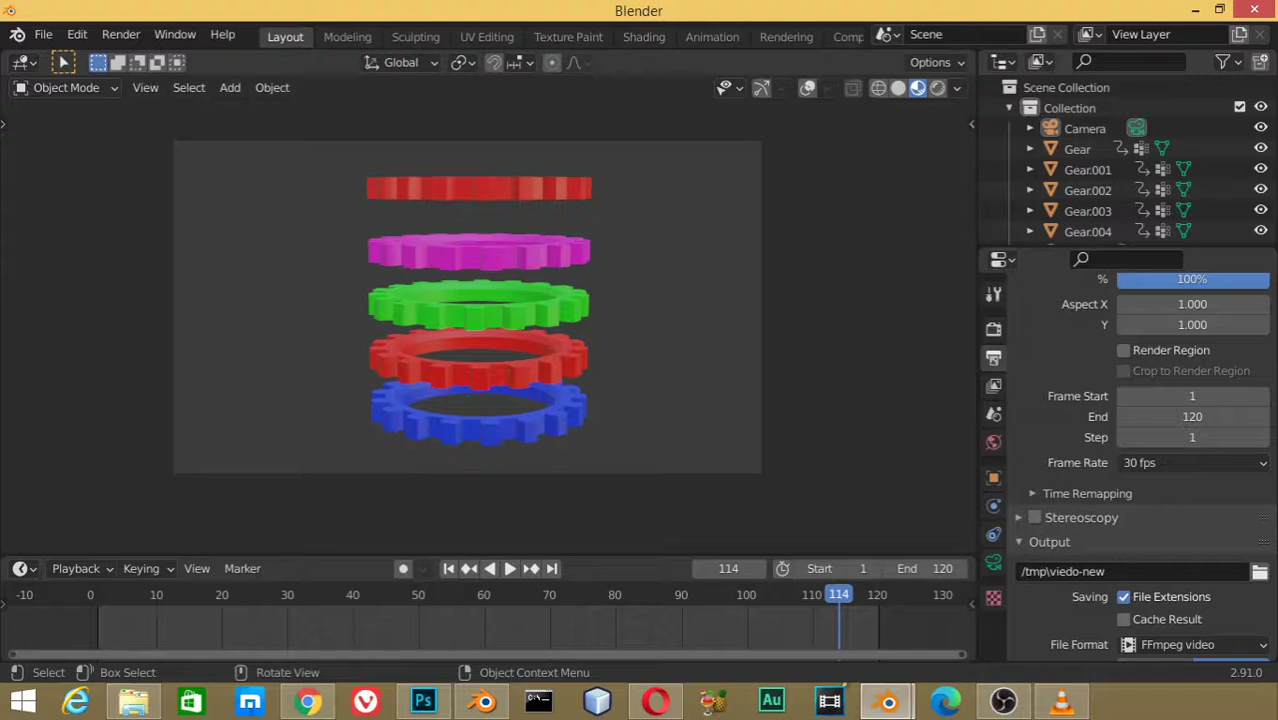 Blender
File Edit Render Window Help Layout Modeling Sculpting UV Editing Texture Paint Shading Animation Rendering Comp Scene View Layer
Global Options
Object Mode View Select Add Object
Scene Collection
Collection
Camera
Gear
Gear.001
Gear.002
Gear.003
Gear.004
% 100%
Aspect X 1.000
Y 1.000
Render Region
Crop to Render Region
Frame Start 1
End 120
Step 1
Frame Rate 30 fps
Time Remapping
Stereoscopy
Output
/tmp\viedo-new
Saving File Extensions
Cache Result
File Format FFmpeg video
Playback Keying View Marker 114 Start 1 End 120
-10 0 10 20 30 40 50 60 70 80 90 100 110 114 120 130
Select Box Select Rotate View Object Context Menu 2.91.0
Ps Au